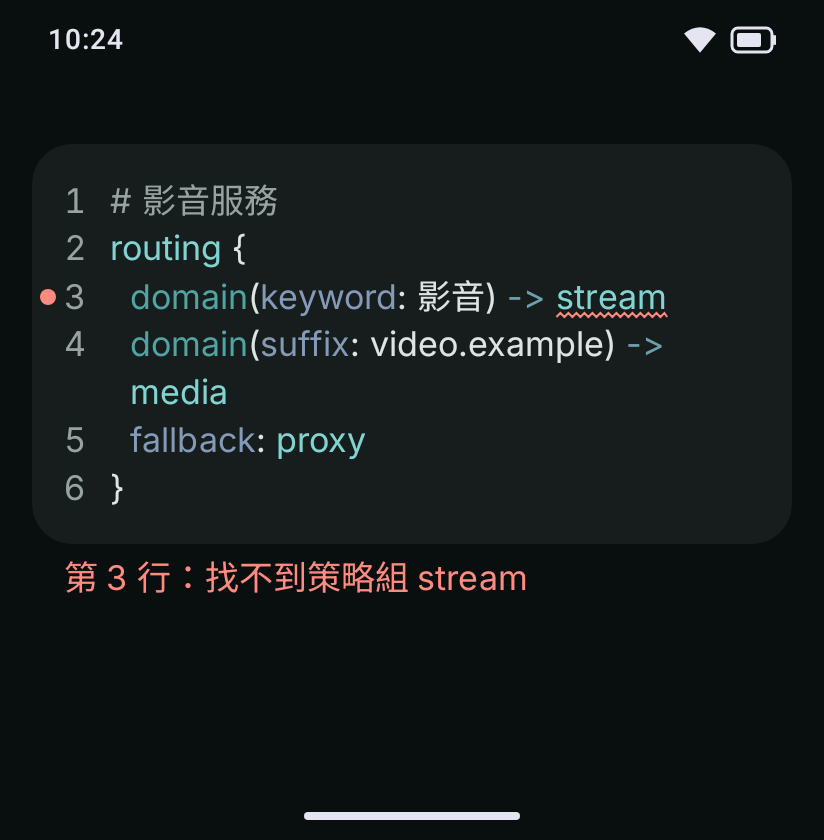 10:24
1 # 影音服務
2 routing {
3 domain(keyword: 影音) -> stream
4 domain(suffix: video.example) ->
media
5 fallback: proxy
6 }
第 3 行：找不到策略組 stream